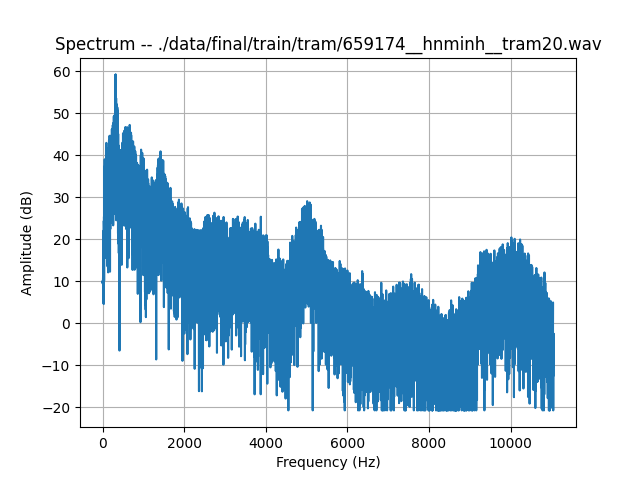 Spectrum -- ./data/final/train/tram/659174__hnminh__tram20.wav
60
50
40
30
20
10
0
−10
−20
Amplitude (dB)
0 2000 4000 6000 8000 10000
Frequency (Hz)